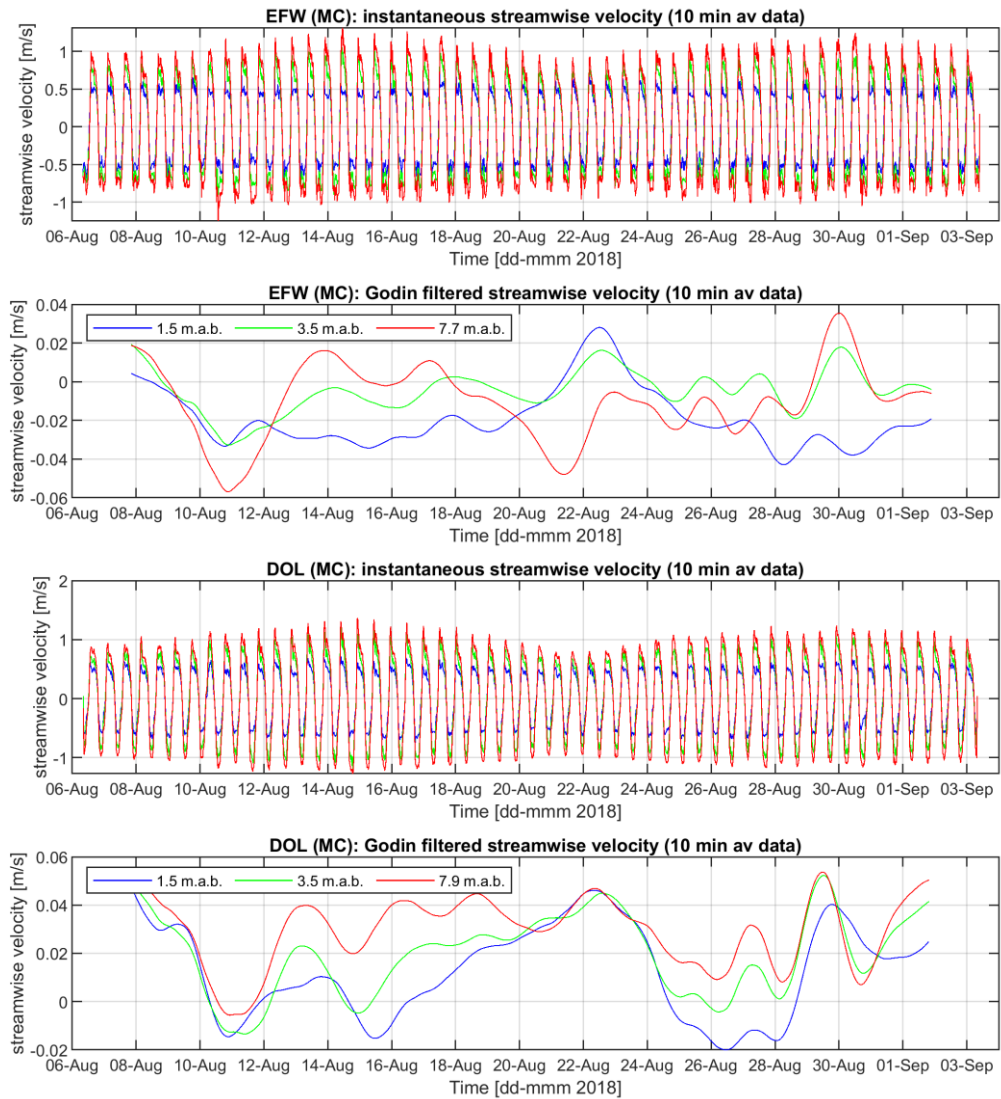 EFW (MC): instantaneous streamwise velocity (10 min av data)
streamwise velocity [m/s]
1
0.5
0
-0.5
-1
06-Aug 08-Aug 10-Aug 12-Aug 14-Aug 16-Aug 18-Aug 20-Aug 22-Aug 24-Aug 26-Aug 28-Aug 30-Aug 01-Sep 03-Sep
Time [dd-mmm 2018]
EFW (MC): Godin filtered streamwise velocity (10 min av data)
streamwise velocity [m/s]
1.5 m.a.b. 3.5 m.a.b. 7.7 m.a.b.
0.04
0.02
0
-0.02
-0.04
-0.06
06-Aug 08-Aug 10-Aug 12-Aug 14-Aug 16-Aug 18-Aug 20-Aug 22-Aug 24-Aug 26-Aug 28-Aug 30-Aug 01-Sep 03-Sep
Time [dd-mmm 2018]
DOL (MC): instantaneous streamwise velocity (10 min av data)
streamwise velocity [m/s]
2
1
0
-1
06-Aug 08-Aug 10-Aug 12-Aug 14-Aug 16-Aug 18-Aug 20-Aug 22-Aug 24-Aug 26-Aug 28-Aug 30-Aug 01-Sep 03-Sep
Time [dd-mmm 2018]
DOL (MC): Godin filtered streamwise velocity (10 min av data)
streamwise velocity [m/s]
1.5 m.a.b. 3.5 m.a.b. 7.9 m.a.b.
0.06
0.04
0.02
0
-0.02
06-Aug 08-Aug 10-Aug 12-Aug 14-Aug 16-Aug 18-Aug 20-Aug 22-Aug 24-Aug 26-Aug 28-Aug 30-Aug 01-Sep 03-Sep
Time [dd-mmm 2018]